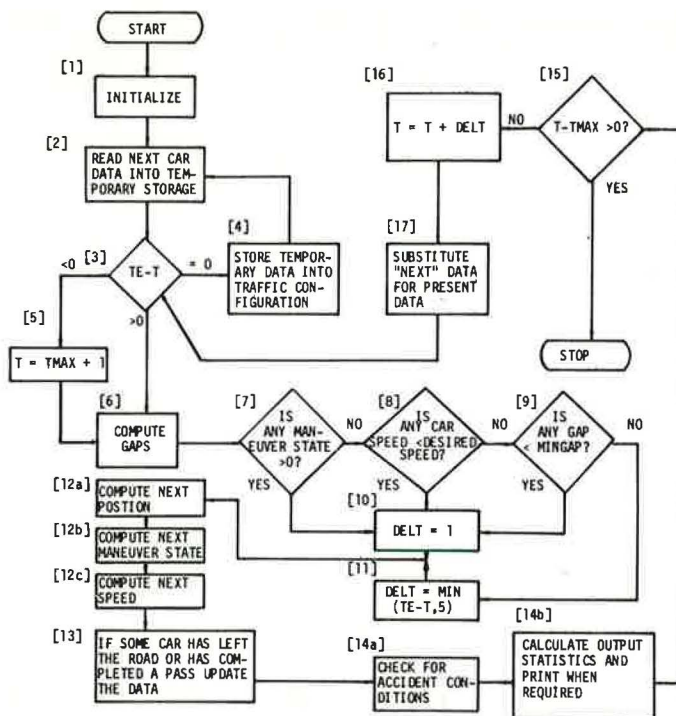 START
[1]
INITIALIZE
[2]
READ NEXT CAR
DATA INTO TEM-
PORARY STORAGE
[3]
TE-T
<0
= 0
>0
[4]
STORE TEMPOR-
ARY DATA INTO
TRAFFIC CON-
FIGURATION
[5]
T = TMAX + 1
[6]
COMPUTE
GAPS
[7]
IS
ANY MAN-
EUVER STATE
>0?
NO
YES
[8]
IS
ANY CAR
SPEED <DESIRED
SPEED?
NO
YES
[9]
IS
ANY GAP
< MINGAP?
NO
YES
[10]
DELT = 1
[11]
DELT = MIN
(TE-T,5)
[12a]
COMPUTE NEXT
POSTION
[12b]
COMPUTE NEXT
MANEUVER STATE
[12c]
COMPUTE NEXT
SPEED
[13]
IF SOME CAR HAS LEFT
THE ROAD OR HAS COM-
PLETED A PASS UPDATE
THE DATA
[14a]
CHECK FOR
ACCIDENT CON-
DITIONS
[14b]
CALCULATE OUTPUT
STATISTICS AND
PRINT WHEN
REQUIRED
[15]
T-TMAX >0?
NO
YES
STOP
[16]
T = T + DELT
[17]
SUBSTITUTE
"NEXT" DATA
FOR PRESENT
DATA